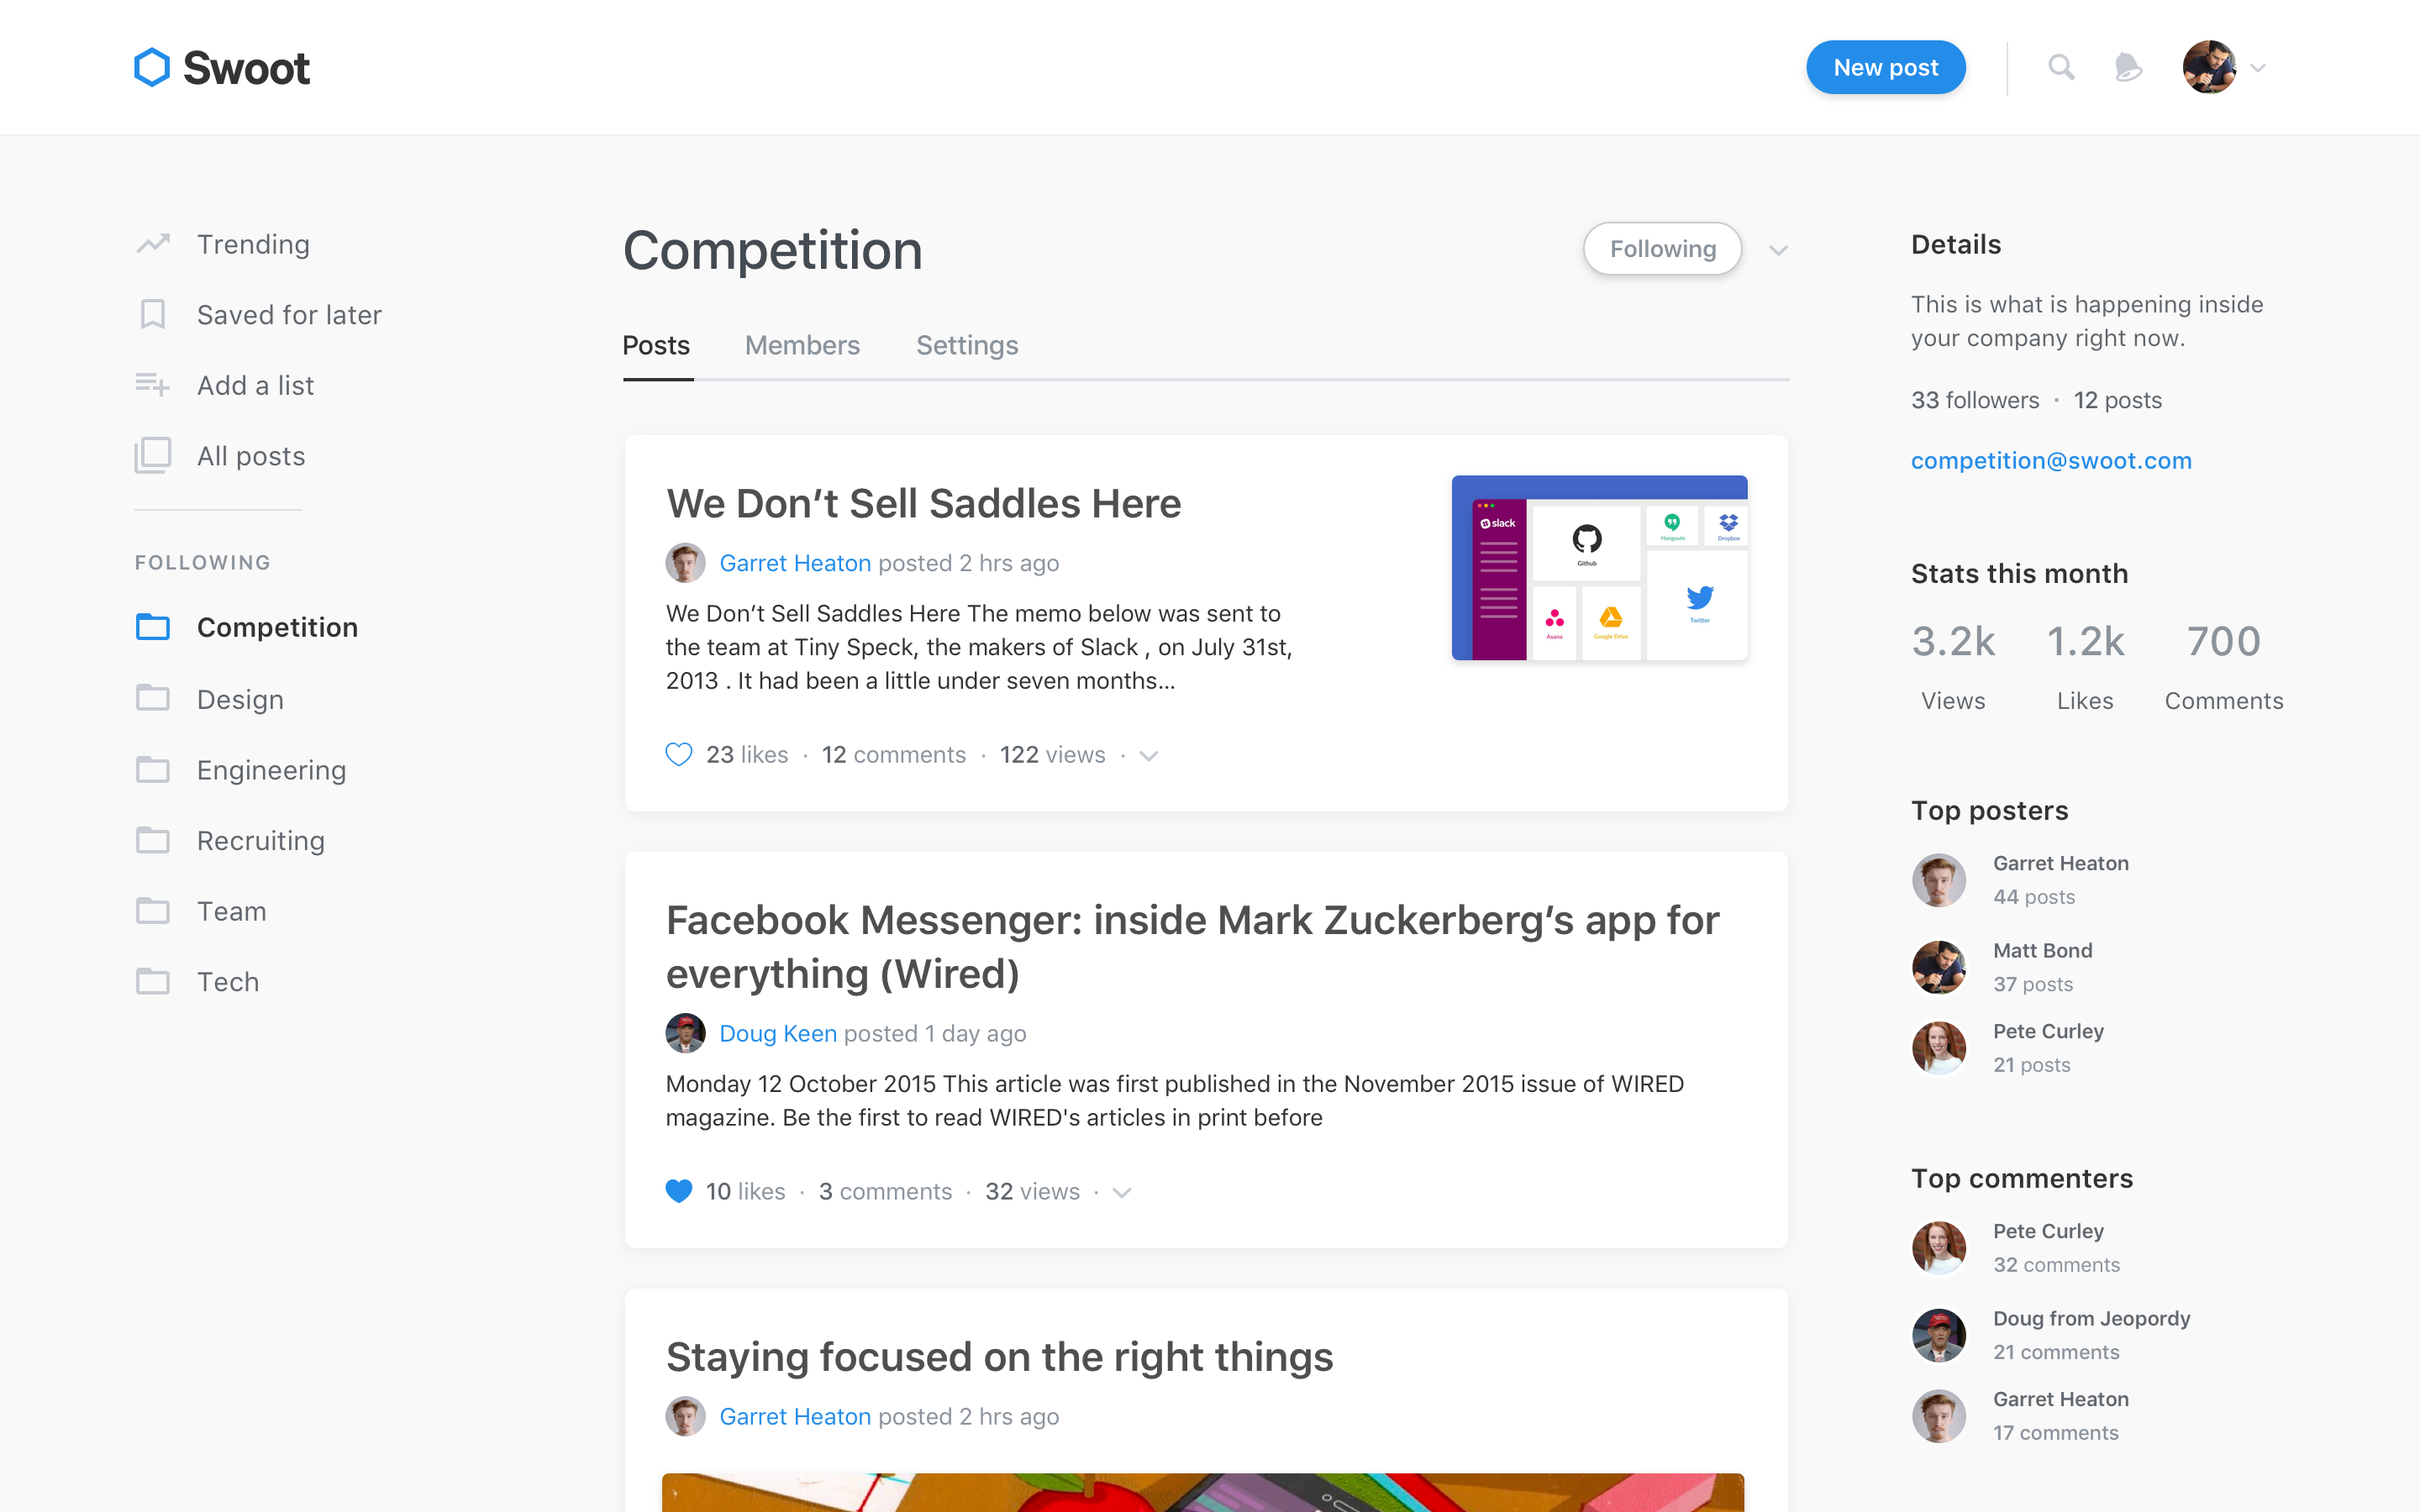 Swoot
New post
Trending
Saved for later
Add a list
All posts
FOLLOWING
Competition
Design
Engineering
Recruiting
Team
Tech
Competition
Following
Posts Members Settings
We Don’t Sell Saddles Here
Garret Heaton posted 2 hrs ago
We Don’t Sell Saddles Here The memo below was sent to
the team at Tiny Speck, the makers of Slack , on July 31st,
2013 . It had been a little under seven months...
slack
Github
Hangouts
Dropbox
Asana
Google Drive
Twitter
23 likes · 12 comments · 122 views ·
Facebook Messenger: inside Mark Zuckerberg’s app for
everything (Wired)
Doug Keen posted 1 day ago
Monday 12 October 2015 This article was first published in the November 2015 issue of WIRED
magazine. Be the first to read WIRED's articles in print before
10 likes · 3 comments · 32 views ·
Staying focused on the right things
Garret Heaton posted 2 hrs ago
Details
This is what is happening inside
your company right now.
33 followers · 12 posts
competition@swoot.com
Stats this month
3.2k 1.2k 700
Views Likes Comments
Top posters
Garret Heaton
44 posts
Matt Bond
37 posts
Pete Curley
21 posts
Top commenters
Pete Curley
32 comments
Doug from Jeopordy
21 comments
Garret Heaton
17 comments